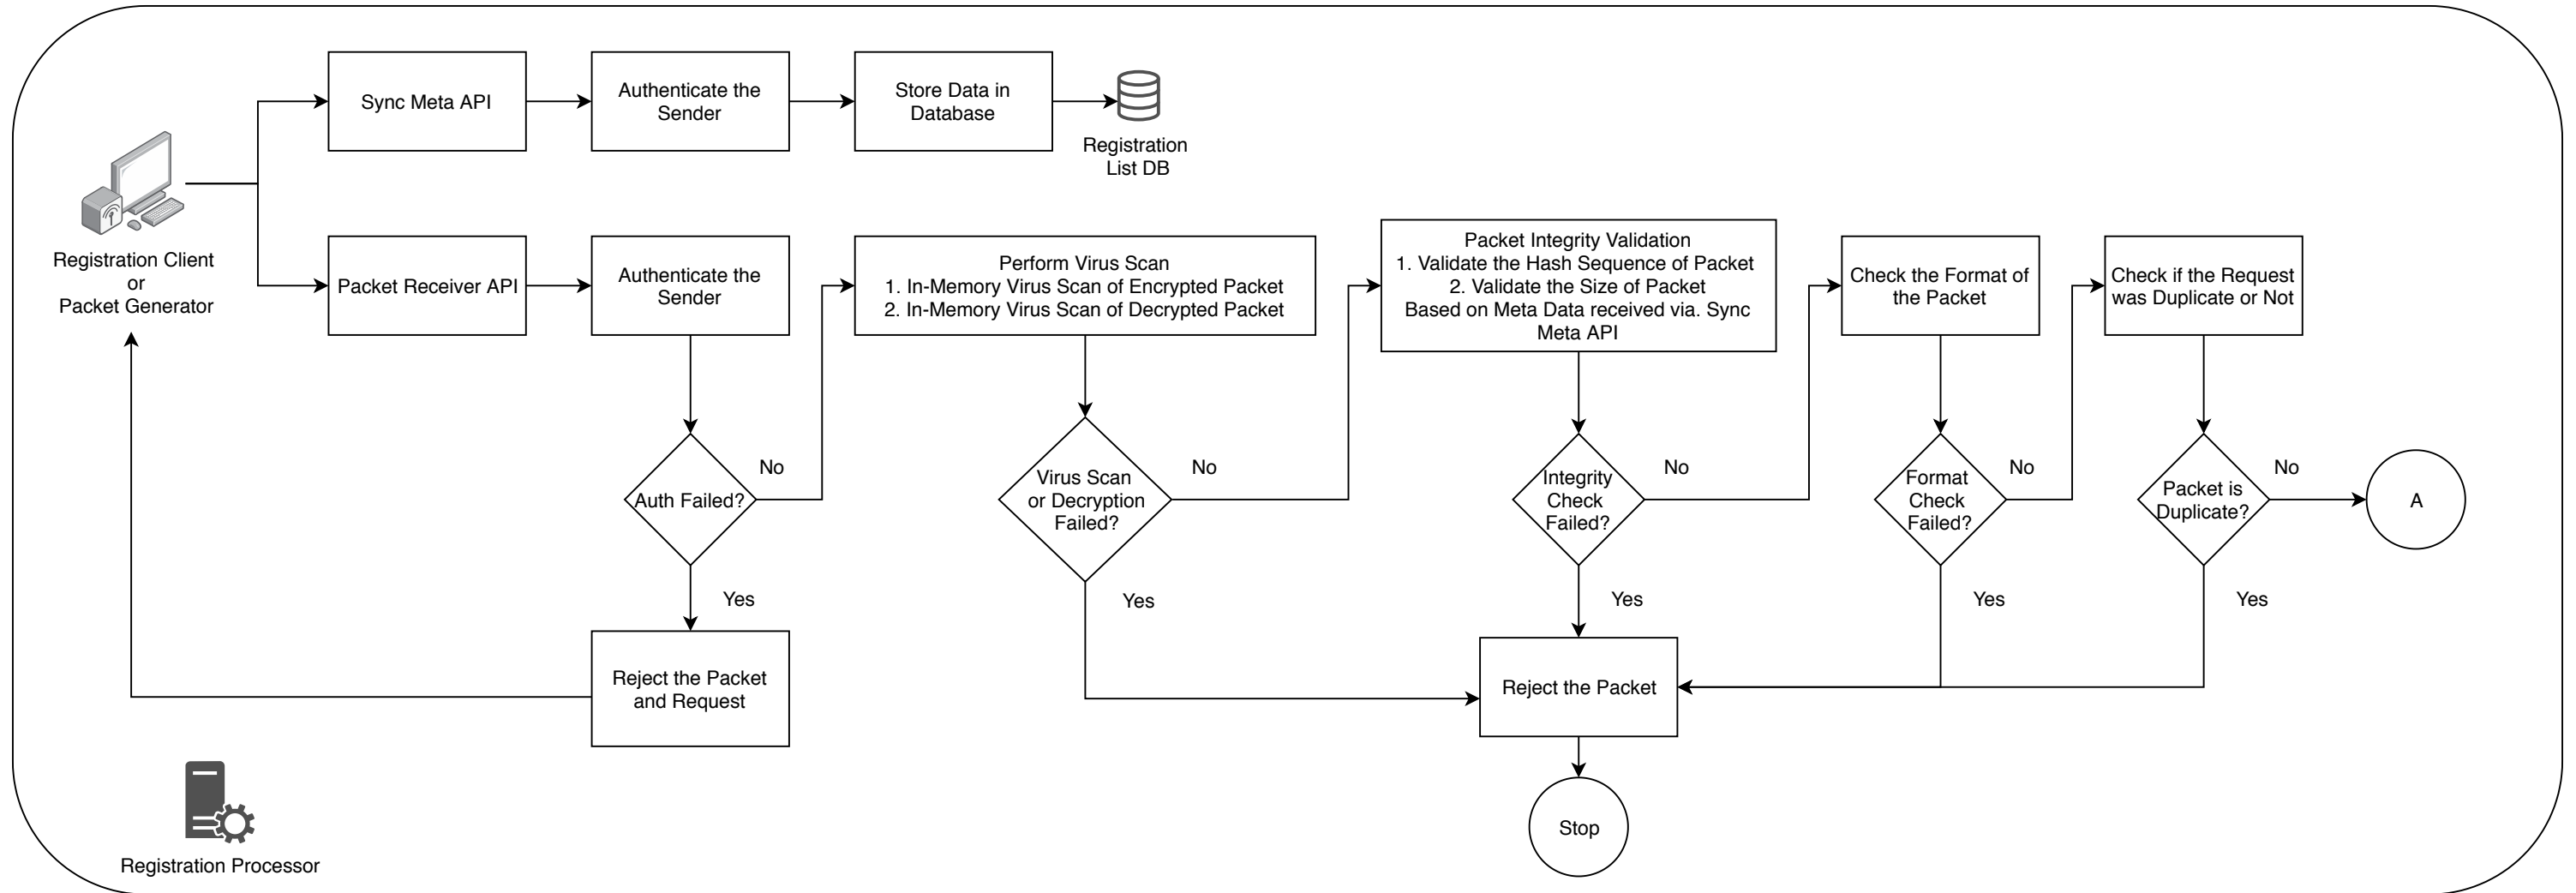 Sync Meta API
Authenticate the
Sender
Store Data in
Database
Registration
List DB
Registration Client
or
Packet Generator
Packet Receiver API
Authenticate the
Sender
Perform Virus Scan
1. In-Memory Virus Scan of Encrypted Packet
2. In-Memory Virus Scan of Decrypted Packet
Packet Integrity Validation
1. Validate the Hash Sequence of Packet
2. Validate the Size of Packet
Based on Meta Data received via. Sync
Meta API
Check the Format of
the Packet
Check if the Request
was Duplicate or Not
Auth Failed?
No
Yes
Virus Scan
or Decryption
Failed?
No
Yes
Integrity
Check
Failed?
No
Yes
Format
Check
Failed?
No
Yes
Packet is
Duplicate?
No
Yes
A
Reject the Packet
and Request
Reject the Packet
Stop
Registration Processor